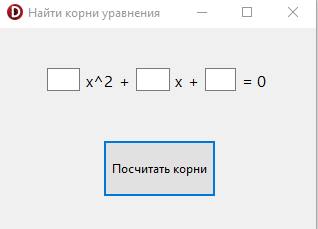 Найти корни уравнения
x^2 + x + = 0
Посчитать корни